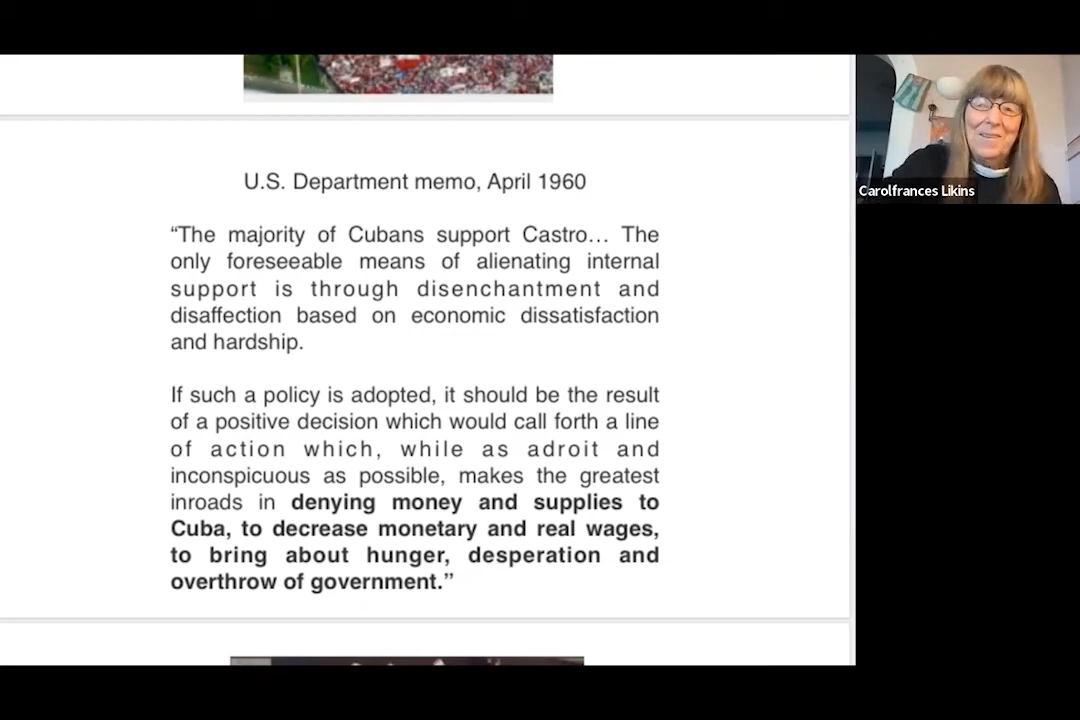 U.S. Department memo, April 1960
“The majority of Cubans support Castro… The
only foreseeable means of alienating internal
support is through disenchantment and
disaffection based on economic dissatisfaction
and hardship.
If such a policy is adopted, it should be the result
of a positive decision which would call forth a line
of action which, while as adroit and
inconspicuous as possible, makes the greatest
inroads in denying money and supplies to
Cuba, to decrease monetary and real wages,
to bring about hunger, desperation and
overthrow of government.”
Carolfrances Likins